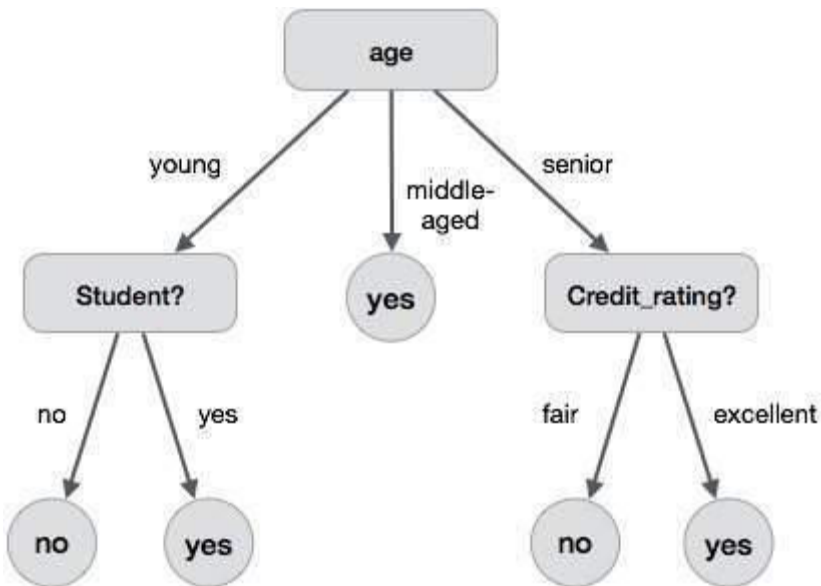 age
young
middle-
aged
senior
Student?
yes
Credit_rating?
no
yes
fair
excellent
no
yes
no
yes